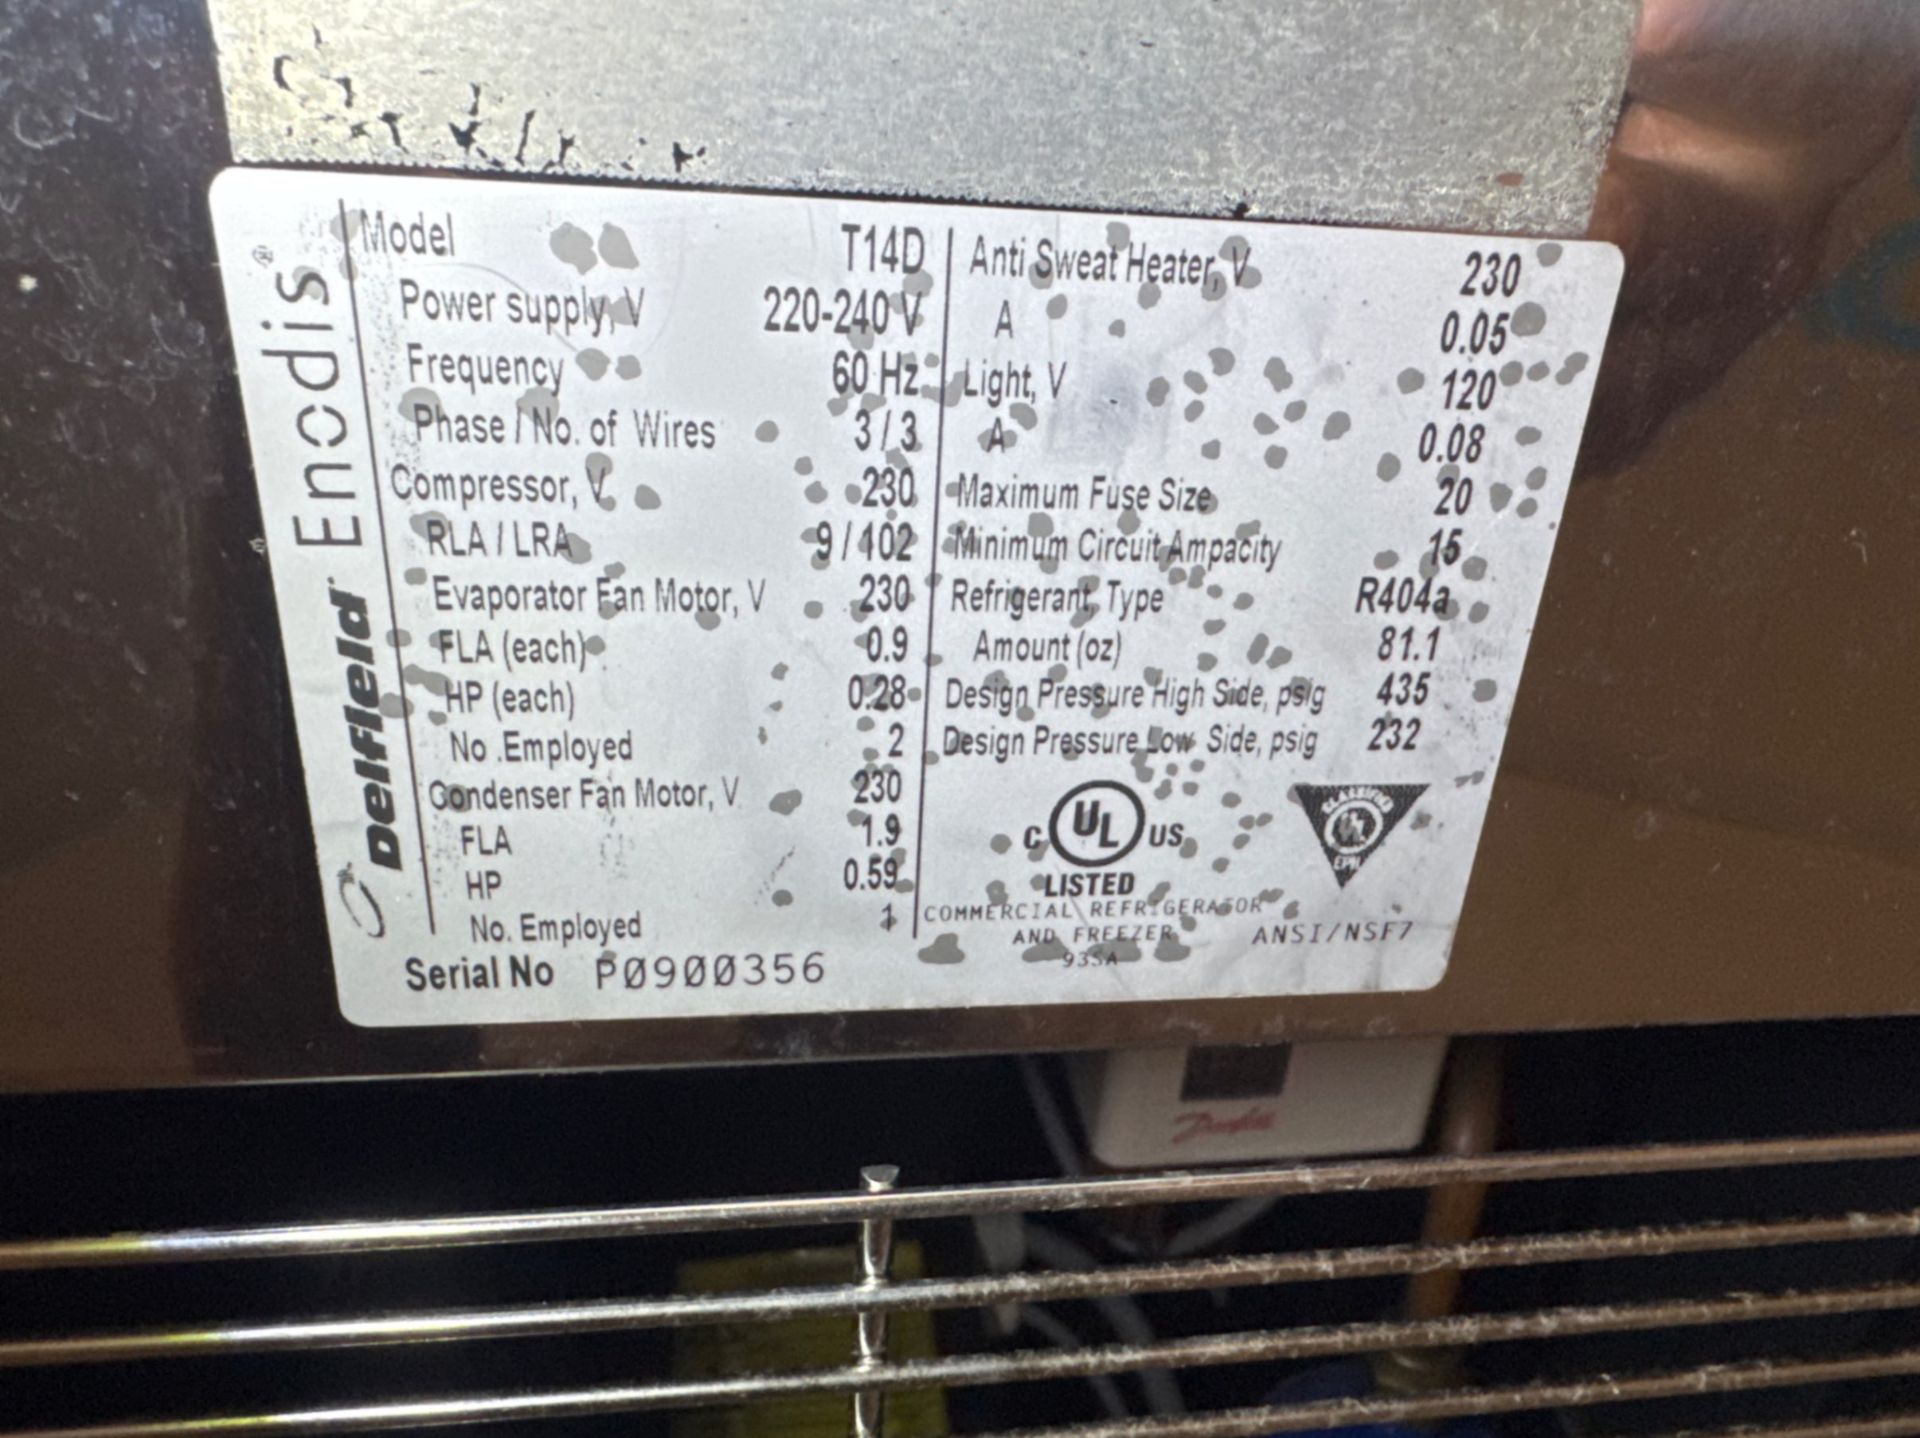 Enodis®
Delfield
Model T14D
Power supply, V 220-240 V
Frequency 60 Hz
Phase / No. of Wires 3 / 3
Compressor, V 230
RLA / LRA 9 / 102
Evaporator Fan Motor, V 230
FLA (each) 0.9
HP (each) 0.28
No .Employed 2
Condenser Fan Motor, V 230
FLA 1.9
HP 0.59
No. Employed 1
Serial No P0900356
Anti Sweat Heater, V 230
A 0.05
Light, V 120
A 0.08
Maximum Fuse Size 20
Minimum Circuit Ampacity 15
Refrigerant, Type R404a
Amount (oz) 81.1
Design Pressure High Side, psig 435
Design Pressure Low Side, psig 232
C UL US
LISTED
COMMERCIAL REFRIGERATOR
AND FREEZER
93SA
CLASSIFIED
UL
EPH
ANSI/NSF7
Danfoss